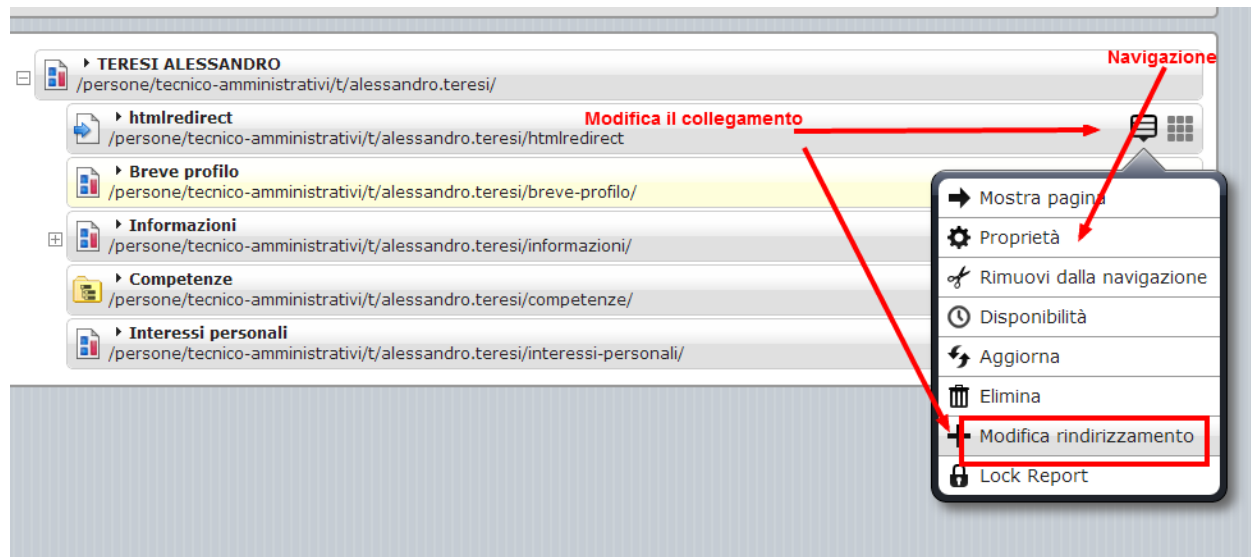 TERESI ALESSANDRO
/persone/tecnico-amministrativi/t/alessandro.teresi/
Navigazione
htmlredirect
/persone/tecnico-amministrativi/t/alessandro.teresi/htmlredirect
Modifica il collegamento
Breve profilo
/persone/tecnico-amministrativi/t/alessandro.teresi/breve-profilo/
Informazioni
/persone/tecnico-amministrativi/t/alessandro.teresi/informazioni/
Competenze
/persone/tecnico-amministrativi/t/alessandro.teresi/competenze/
Interessi personali
/persone/tecnico-amministrativi/t/alessandro.teresi/interessi-personali/
Mostra pagina
Proprietà
Rimuovi dalla navigazione
Disponibilità
Aggiorna
Elimina
Modifica rindirizzamento
Lock Report